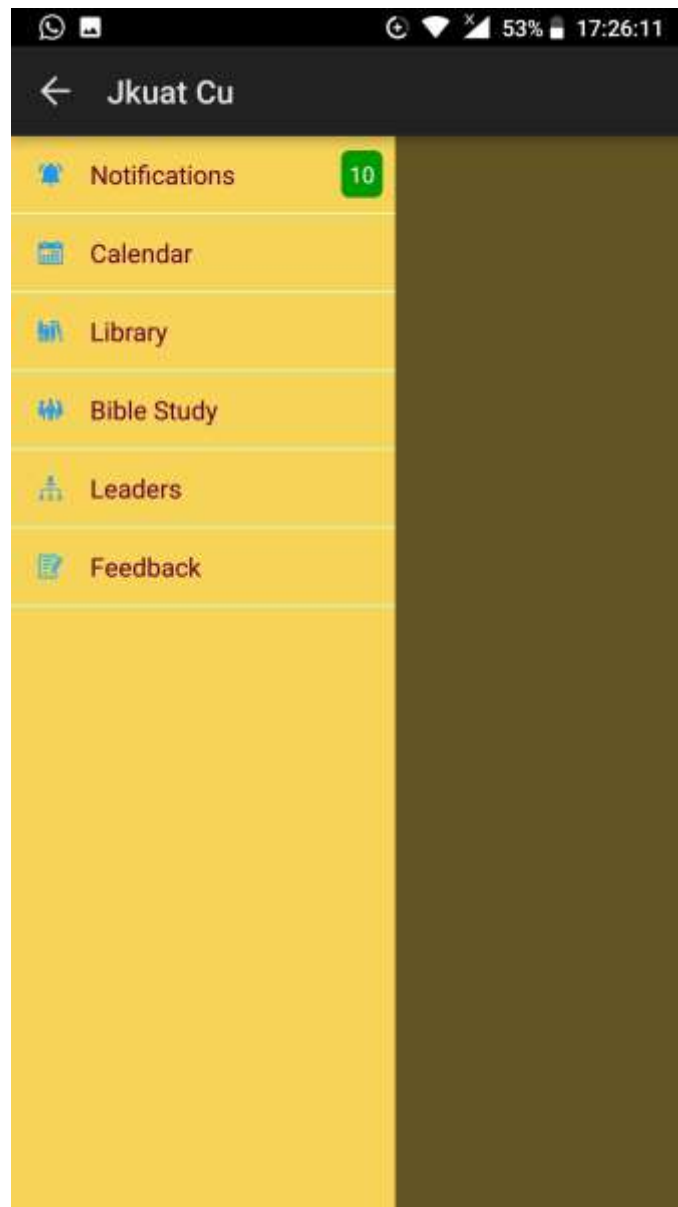 53% 17:26:11
Jkuat Cu
Notifications 10
Calendar
Library
Bible Study
Leaders
Feedback